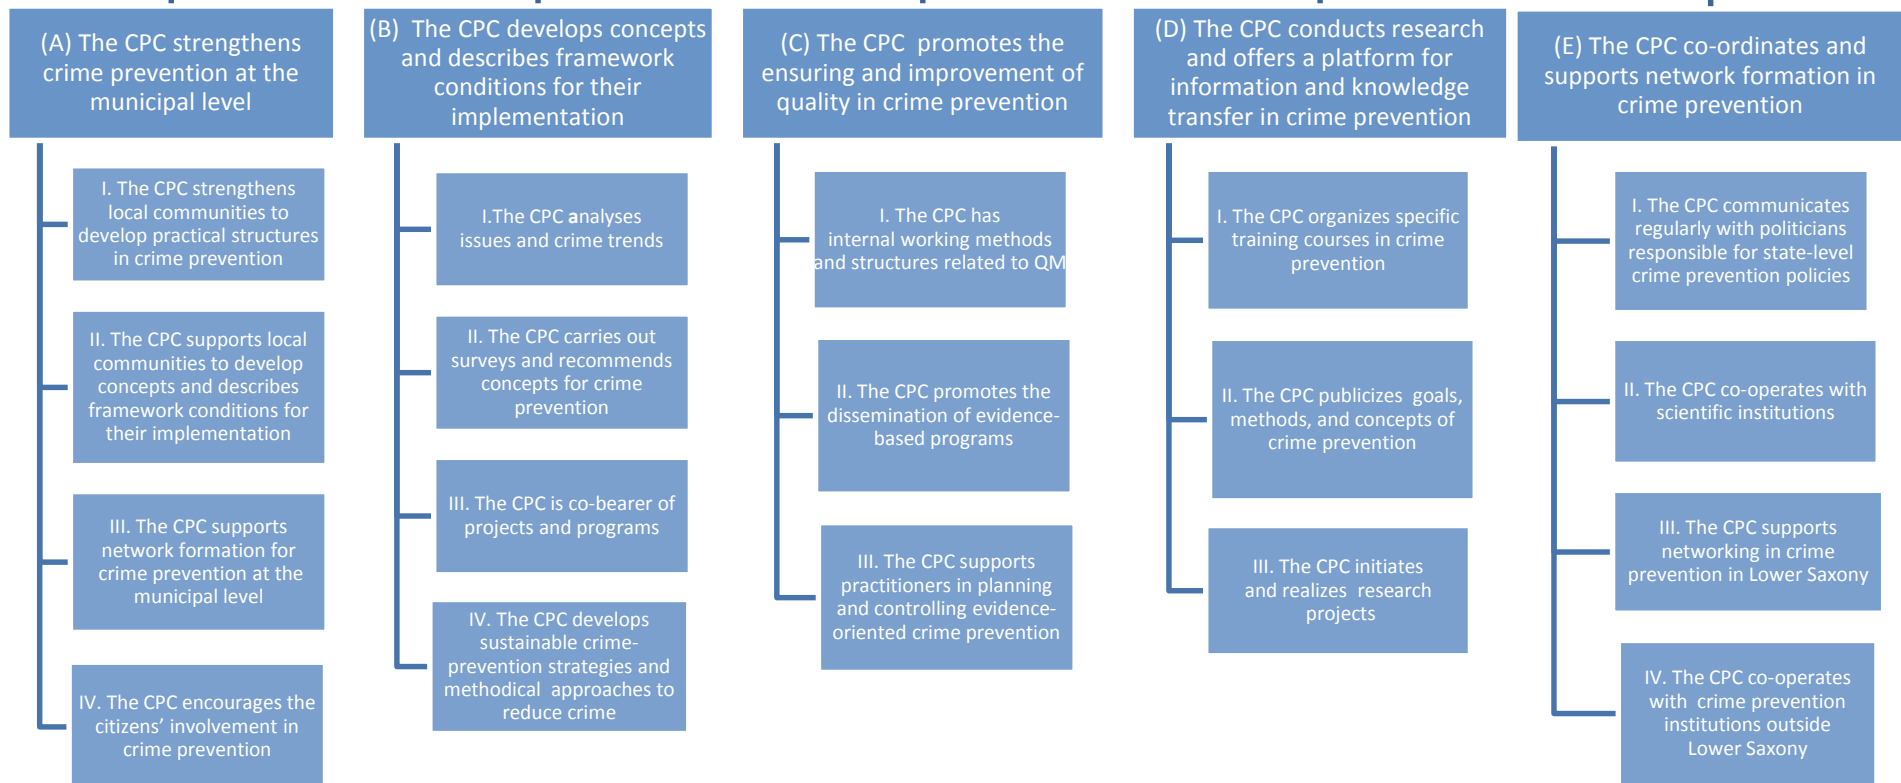 (A) The CPC strengthens
crime prevention at the
municipal level
I. The CPC strengthens
local communities to
develop practical structures
in crime prevention
II. The CPC supports local
communities to develop
concepts and describes
framework conditions for
their implementation
III. The CPC supports
network formation for
crime prevention at the
municipal level
IV. The CPC encourages the
citizens’ involvement in
crime prevention
(B) The CPC develops concepts
and describes framework
conditions for their
implementation
I.The CPC analyses
issues and crime trends
II. The CPC carries out
surveys and recommends
concepts for crime
prevention
III. The CPC is co-bearer of
projects and programs
IV. The CPC develops
sustainable crime-
prevention strategies and
methodical approaches to
reduce crime
(C) The CPC promotes the
ensuring and improvement of
quality in crime prevention
I. The CPC has
internal working methods
and structures related to QM
II. The CPC promotes the
dissemination of evidence-
based programs
III. The CPC supports
practitioners in planning
and controlling evidence-
oriented crime prevention
(D) The CPC conducts research
and offers a platform for
information and knowledge
transfer in crime prevention
I. The CPC organizes specific
training courses in crime
prevention
II. The CPC publicizes goals,
methods, and concepts of
crime prevention
III. The CPC initiates
and realizes research
projects
(E) The CPC co-ordinates and
supports network formation in
crime prevention
I. The CPC communicates
regularly with politicians
responsible for state-level
crime prevention policies
II. The CPC co-operates with
scientific institutions
III. The CPC supports
networking in crime
prevention in Lower Saxony
IV. The CPC co-operates
with crime prevention
institutions outside
Lower Saxony